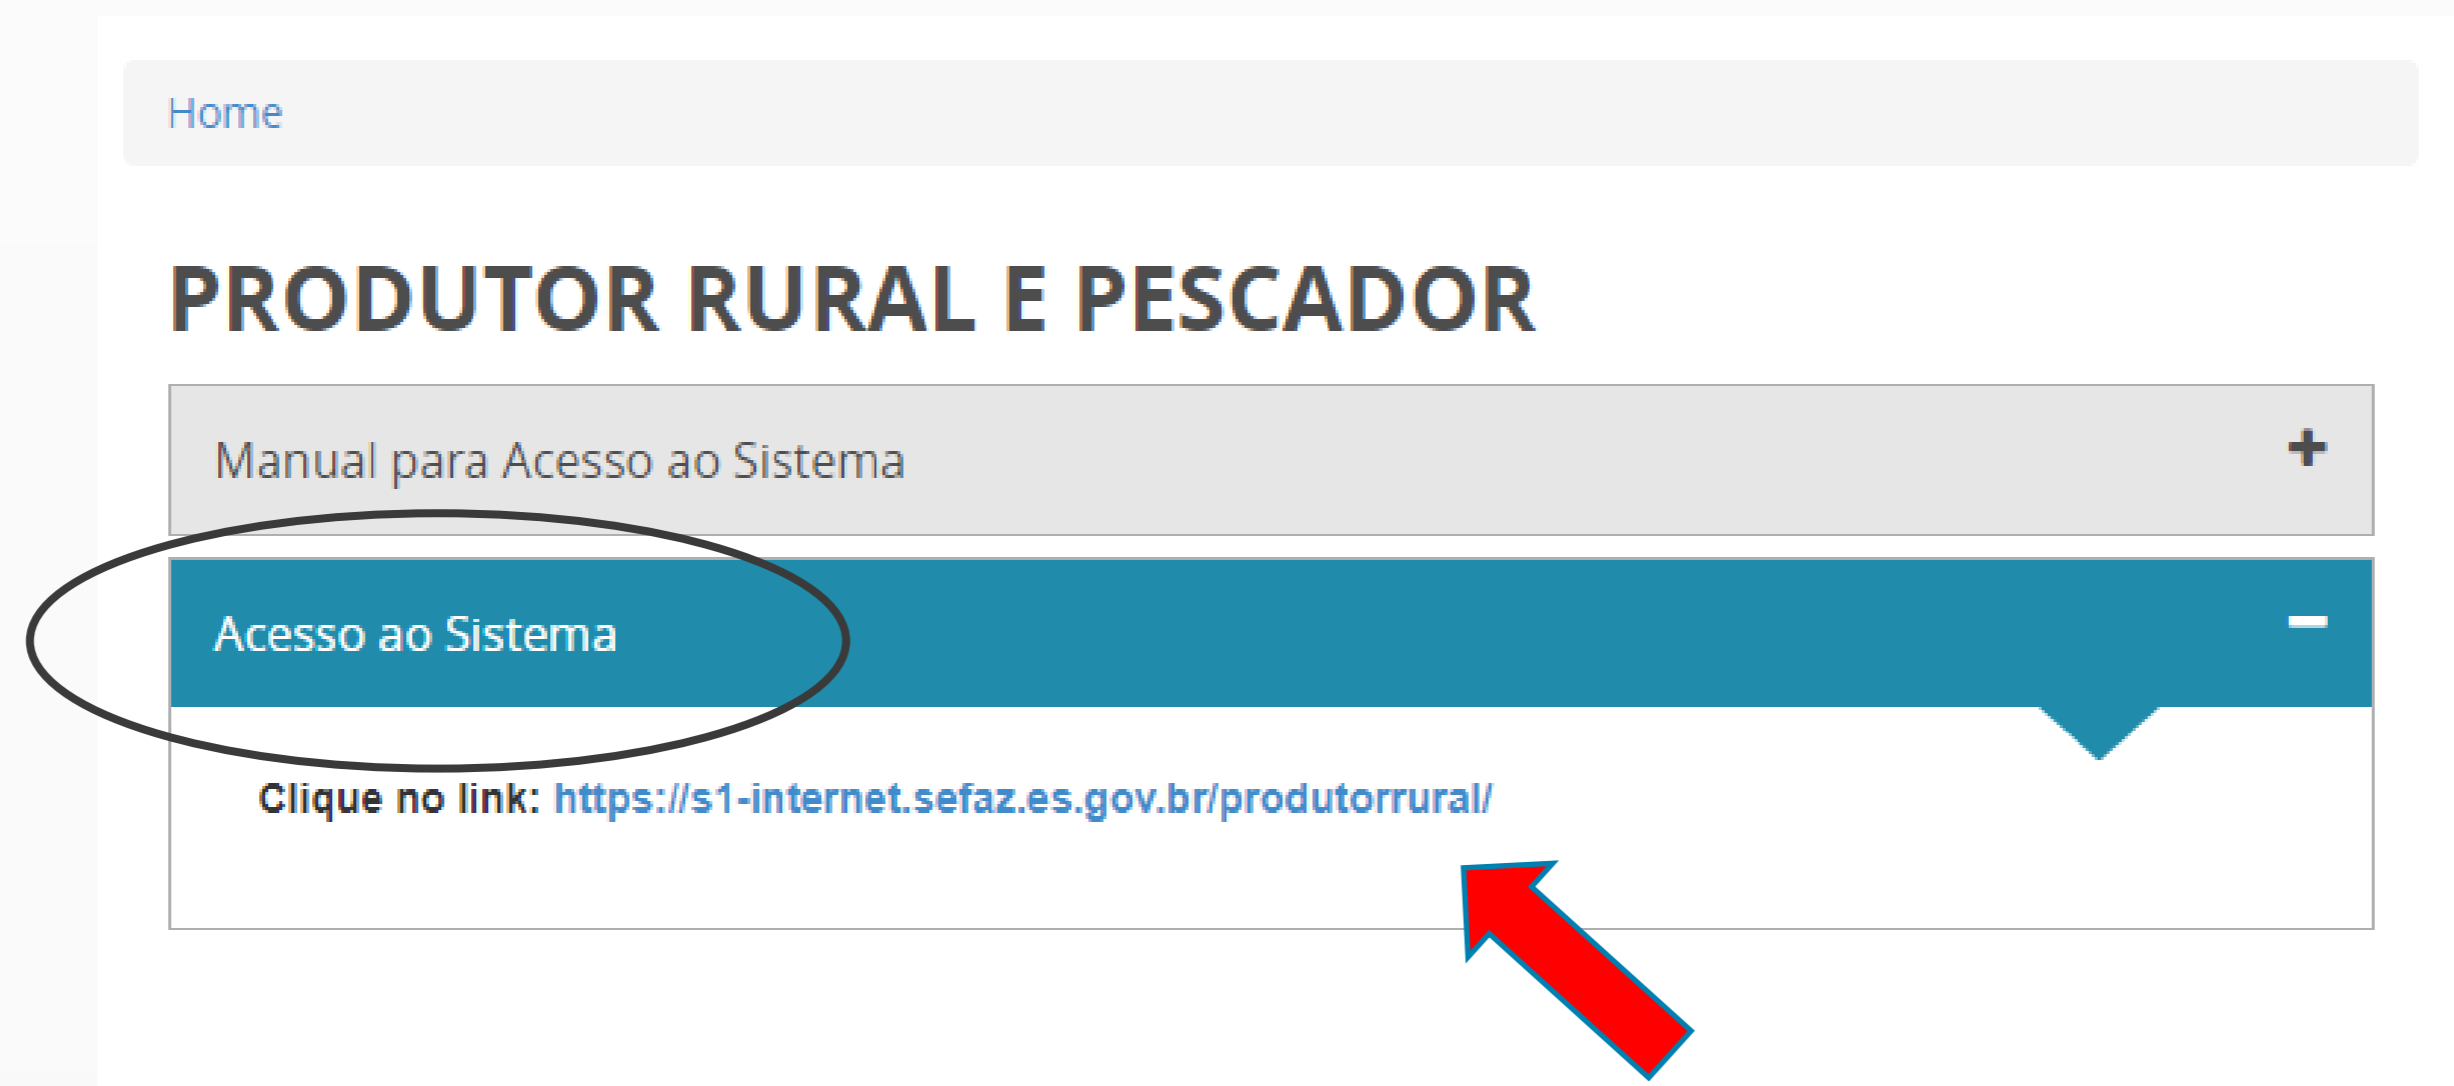 Home
PRODUTOR RURAL E PESCADOR
Manual para Acesso ao Sistema
Acesso ao Sistema
Clique no link: https://s1-internet.sefaz.es.gov.br/produtorrural/